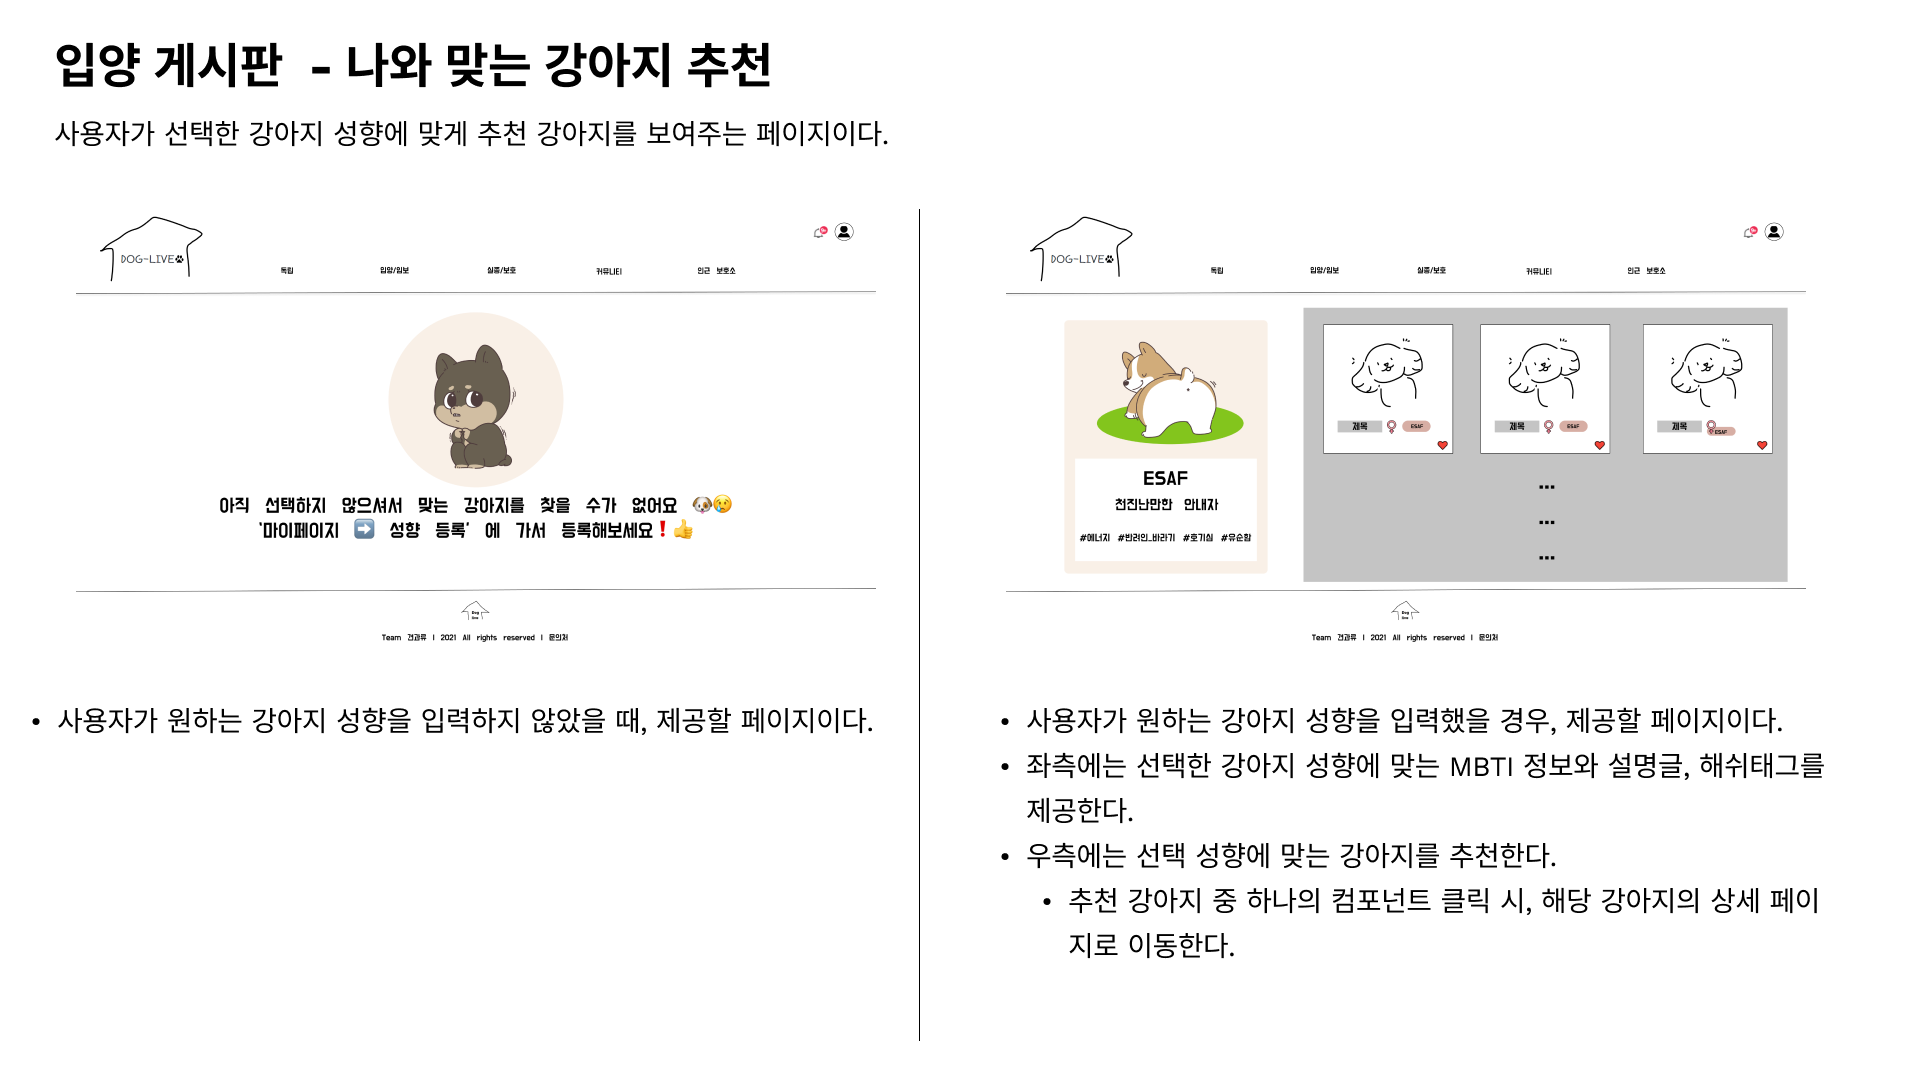 입양 게시판 - 나와 맞는 강아지 추천
사용자가 선택한 강아지 성향에 맞게 추천 강아지를 보여주는 페이지이다.
DOG-LIVE
독립 입양/임보 실종/보호 커뮤니티 인근 보호소
아직 선택하지 않으셔서 맞는 강아지를 찾을 수가 없어요 🐶😢
'마이페이지 ➡️ 성향 등록' 에 가서 등록해보세요❗👍
Dog
live
Team 견과류 | 2021 All rights reserved | 문의처
• 사용자가 원하는 강아지 성향을 입력하지 않았을 때, 제공할 페이지이다.
DOG-LIVE
독립 입양/임보 실종/보호 커뮤니티 인근 보호소
ESAF
천진난만한 안내자
#에너지 #반려인_바라기 #호기심 #유순함
제목 ♀ ESAF
제목 ♀ ESAF
제목 ♀ ESAF
...
...
...
Dog
live
Team 견과류 | 2021 All rights reserved | 문의처
• 사용자가 원하는 강아지 성향을 입력했을 경우, 제공할 페이지이다.
• 좌측에는 선택한 강아지 성향에 맞는 MBTI 정보와 설명글, 해쉬태그를
제공한다.
• 우측에는 선택 성향에 맞는 강아지를 추천한다.
• 추천 강아지 중 하나의 컴포넌트 클릭 시, 해당 강아지의 상세 페이
지로 이동한다.